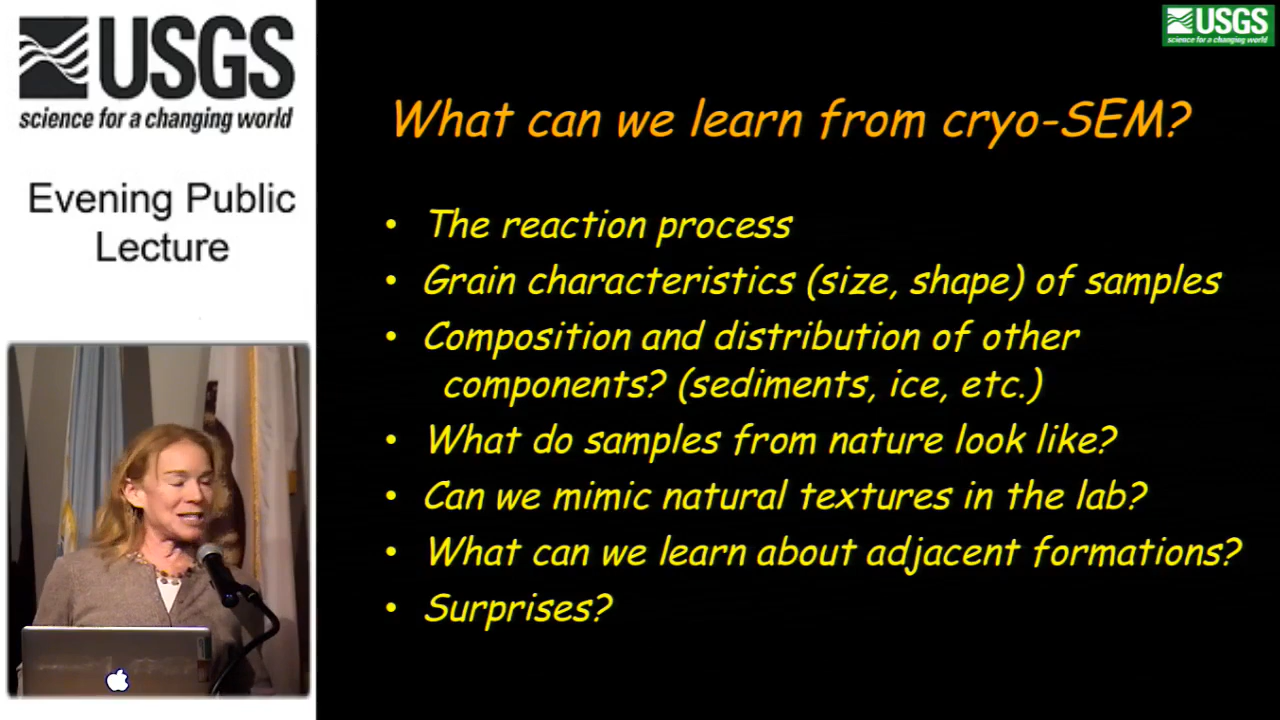 USGS
science for a changing world
Evening Public
Lecture
USGS
science for a changing world
What can we learn from cryo-SEM?
• The reaction process
• Grain characteristics (size, shape) of samples
• Composition and distribution of other
components? (sediments, ice, etc.)
• What do samples from nature look like?
• Can we mimic natural textures in the lab?
• What can we learn about adjacent formations?
• Surprises?